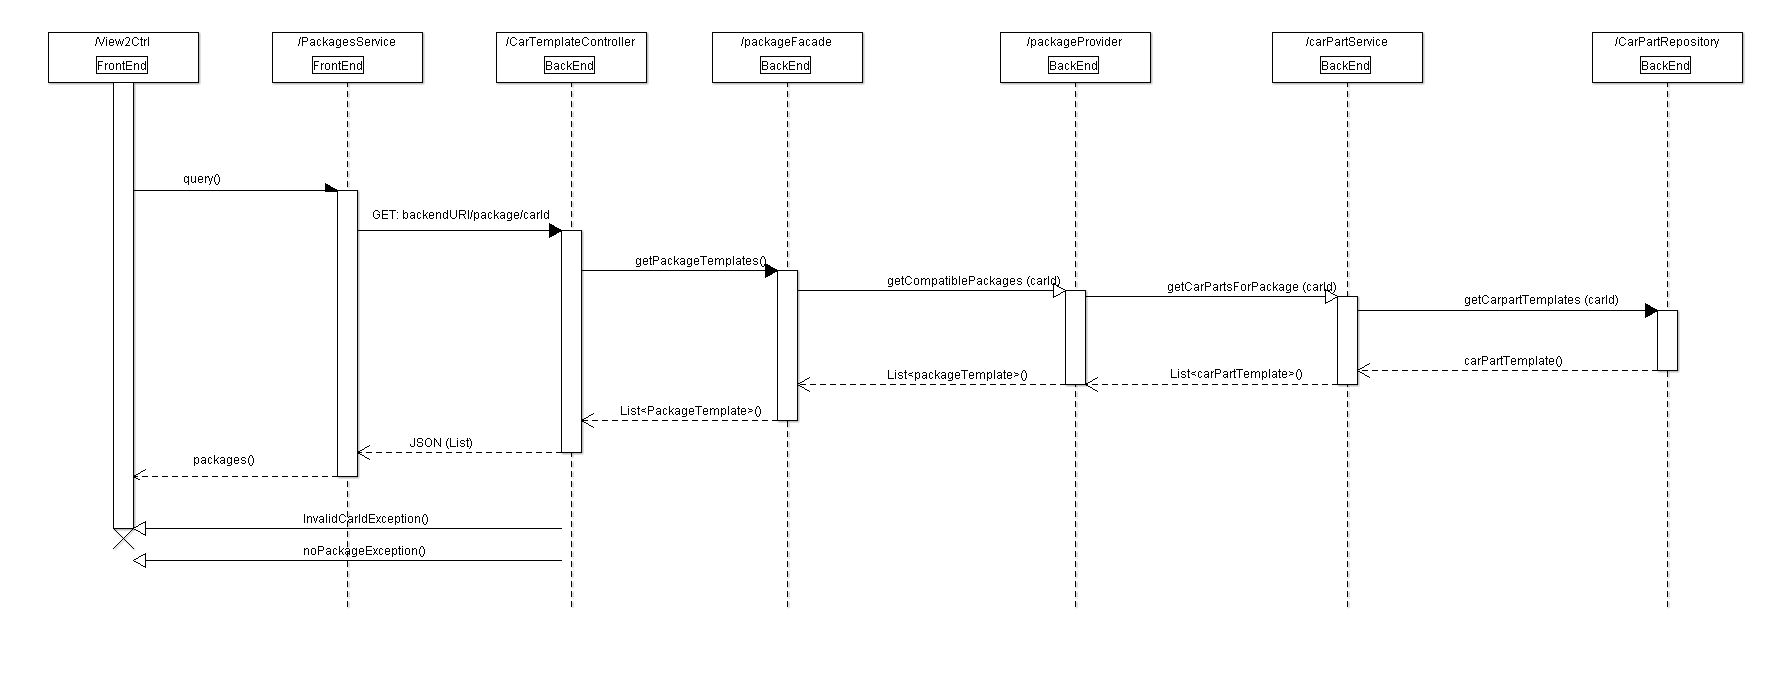 /View2Ctrl
FrontEnd
/PackagesService
FrontEnd
/CarTemplateController
BackEnd
/packageFacade
BackEnd
/packageProvider
BackEnd
/carPartService
BackEnd
/CarPartRepository
BackEnd
query()
GET: backendURI/package/carId
getPackageTemplates()
getCompatiblePackages (carId)
getCarPartsForPackage (carId)
getCarpartTemplates (carId)
carPartTemplate()
List<carPartTemplate>()
List<packageTemplate>()
List<PackageTemplate>()
JSON (List)
packages()
InvalidCarIdException()
noPackageException()